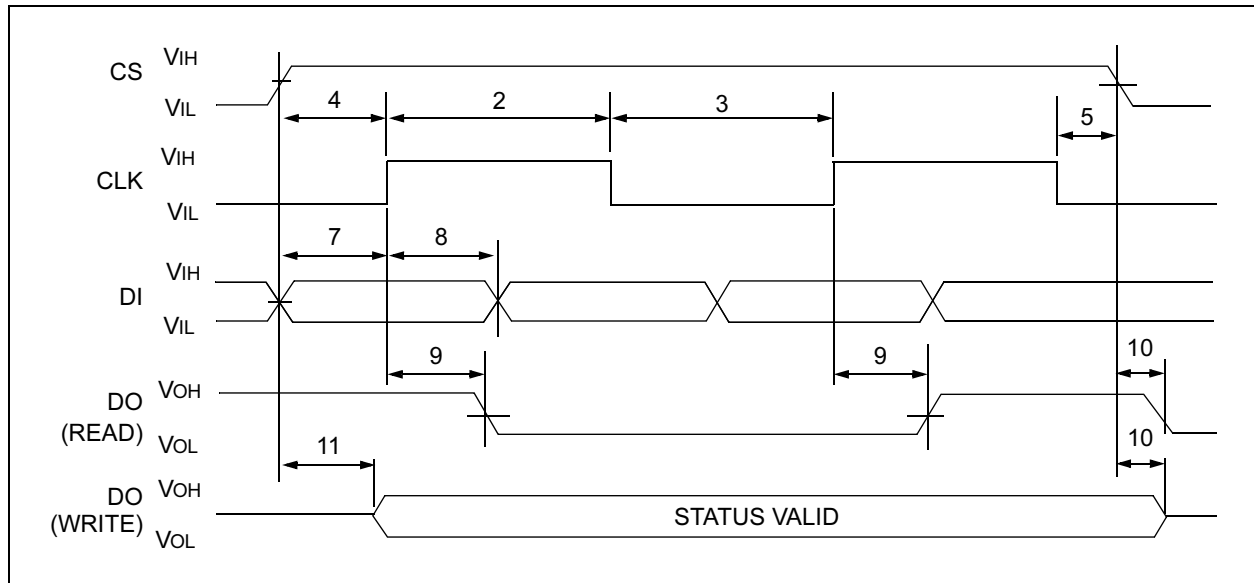 CS
VIH
VIL
4
2
3
5
CLK
VIH
VIL
7
8
DI
VIH
VIL
9
9
10
DO
(READ)
VOH
VOL
11
10
DO
(WRITE)
VOH
VOL
STATUS VALID